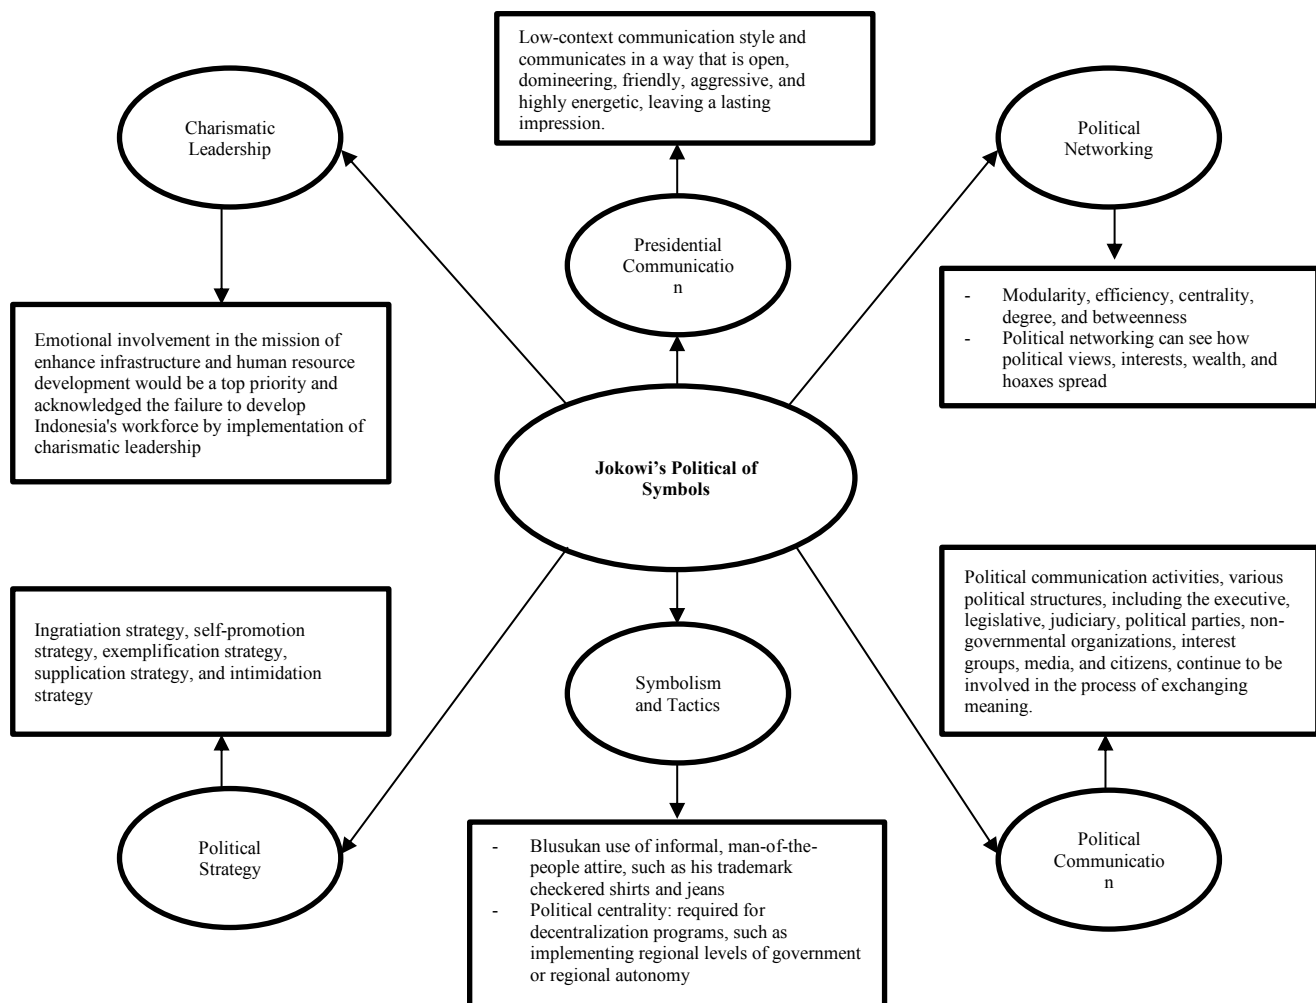 Low-context communication style and
communicates in a way that is open,
domineering, friendly, aggressive, and
highly energetic, leaving a lasting
impression.
Charismatic
Leadership
Political
Networking
Presidential
Communicatio
n
Emotional involvement in the mission of
enhance infrastructure and human resource
development would be a top priority and
acknowledged the failure to develop
Indonesia's workforce by implementation of
charismatic leadership
- Modularity, efficiency, centrality,
degree, and betweenness
- Political networking can see how
political views, interests, wealth, and
hoaxes spread
Jokowi’s Political of
Symbols
Ingratiation strategy, self-promotion
strategy, exemplification strategy,
supplication strategy, and intimidation
strategy
Political communication activities, various
political structures, including the executive,
legislative, judiciary, political parties, non-
governmental organizations, interest
groups, media, and citizens, continue to be
involved in the process of exchanging
meaning.
Symbolism
and Tactics
Political
Strategy
Political
Communicatio
n
- Blusukan use of informal, man-of-the-
people attire, such as his trademark
checkered shirts and jeans
- Political centrality: required for
decentralization programs, such as
implementing regional levels of government
or regional autonomy